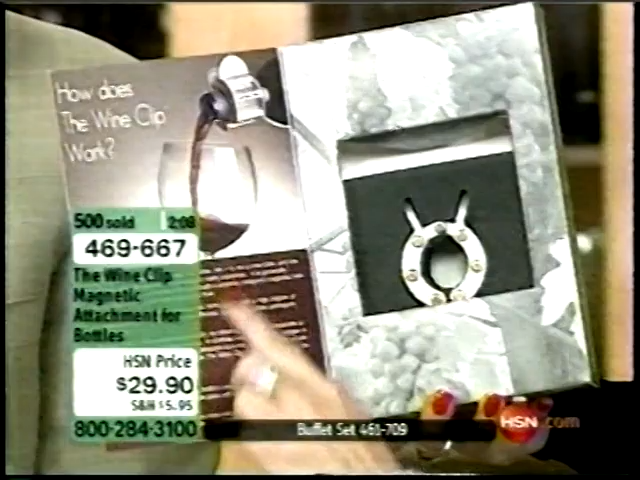 How does
The Wine Clip
Work?
500 sold 2:08
469-667
The Wine Clip
Magnetic
Attachment for
Bottles
HSN Price
$29.90
S&H $5.95
800-284-3100
Buffet Set 461-709
HSN.com